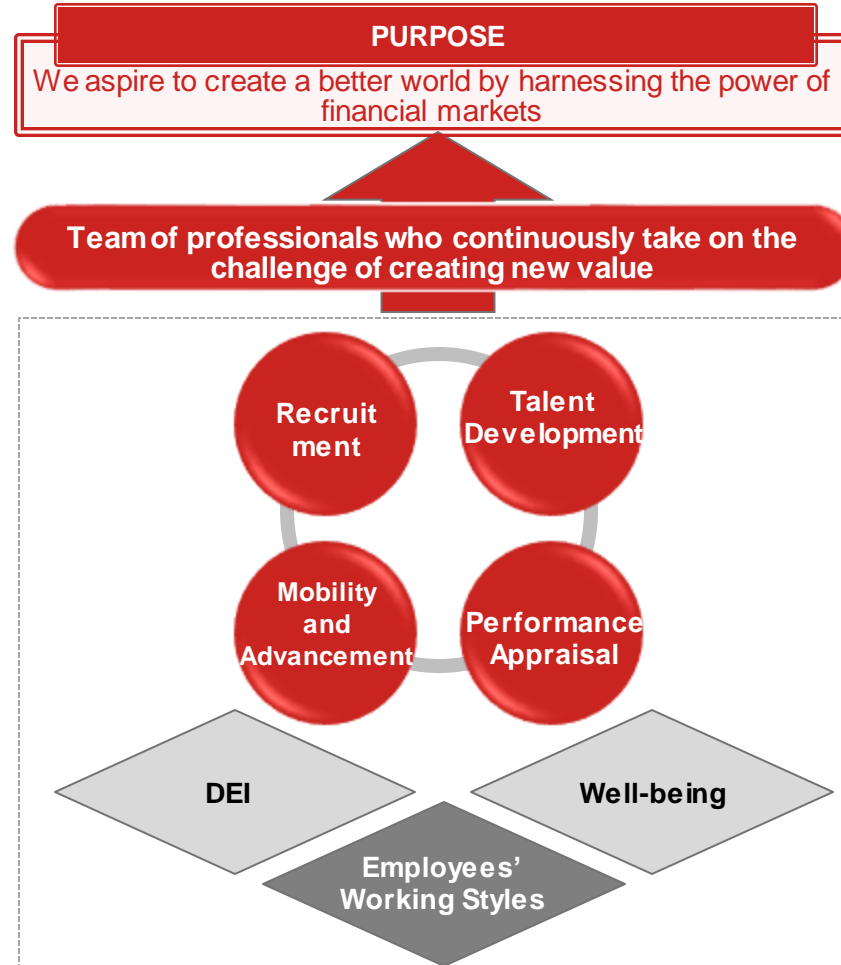 PURPOSE
We aspire to create a better world by harnessing the power of
financial markets
Team of professionals who continuously take on the
challenge of creating new value
Recruit
ment
Talent
Development
Mobility
and
Advancement
Performance
Appraisal
DEI
Well-being
Employees’
Working Styles